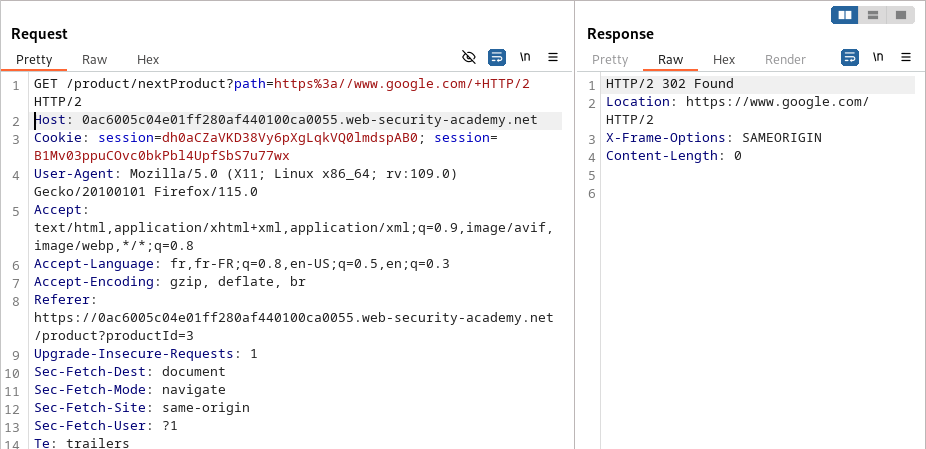 Request
Pretty Raw Hex
\n
1 GET /product/nextProduct?path=https%3a//www.google.com/+HTTP/2
HTTP/2
2 Host: 0ac6005c04e01ff280af440100ca0055.web-security-academy.net
3 Cookie: session=dh0aCZaVKD38Vy6pXgLqkVQ0lmdspAB0; session=
B1Mv03ppuCOvc0bkPbl4UpfSbS7u77wx
4 User-Agent: Mozilla/5.0 (X11; Linux x86_64; rv:109.0)
Gecko/20100101 Firefox/115.0
5 Accept:
text/html,application/xhtml+xml,application/xml;q=0.9,image/avif,
image/webp,*/*;q=0.8
6 Accept-Language: fr,fr-FR;q=0.8,en-US;q=0.5,en;q=0.3
7 Accept-Encoding: gzip, deflate, br
8 Referer:
https://0ac6005c04e01ff280af440100ca0055.web-security-academy.net
/product?productId=3
9 Upgrade-Insecure-Requests: 1
10 Sec-Fetch-Dest: document
11 Sec-Fetch-Mode: navigate
12 Sec-Fetch-Site: same-origin
13 Sec-Fetch-User: ?1
14 Te: trailers
Response
Pretty Raw Hex Render
\n
1 HTTP/2 302 Found
2 Location: https://www.google.com/
HTTP/2
3 X-Frame-Options: SAMEORIGIN
4 Content-Length: 0
5
6